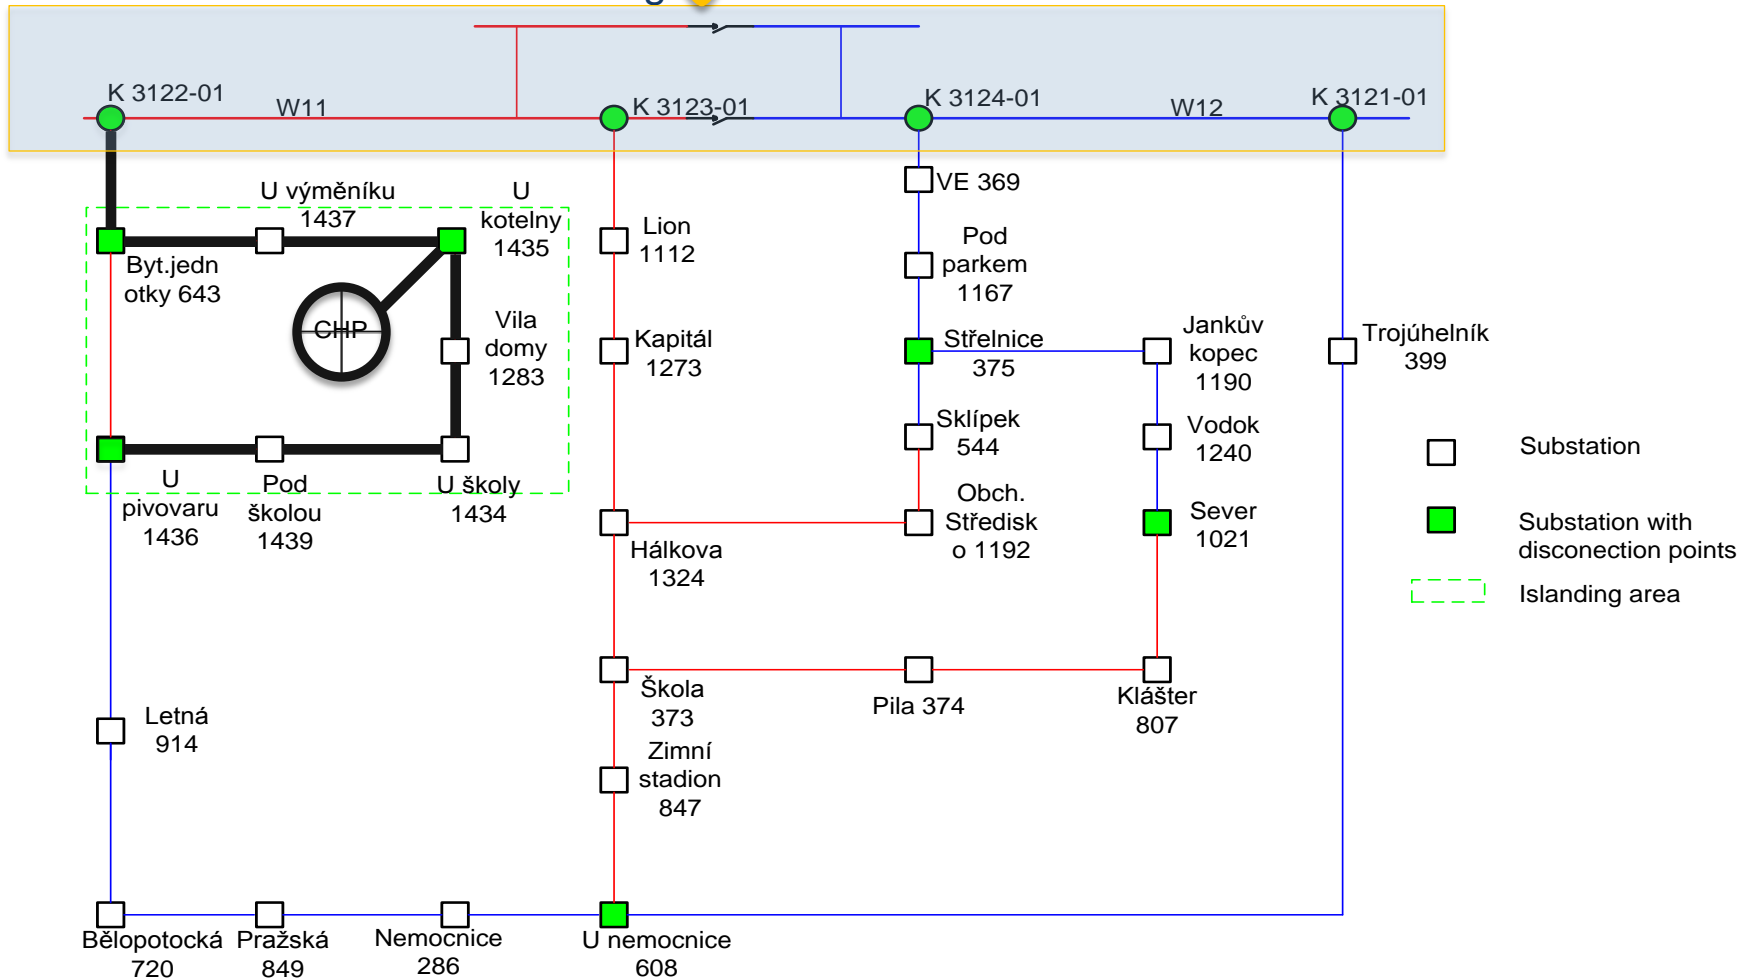 g
K 3122-01
W11
K 3123-01
K 3124-01
W12
K 3121-01
U výměníku
1437
U
kotelny
1435
Byt.jedn
otky 643
CHP
Vila
domy
1283
U
pivovaru
1436
Pod
školou
1439
U školy
1434
Lion
1112
Kapitál
1273
Hálkova
1324
Škola
373
Zimní
stadion
847
VE 369
Pod
parkem
1167
Střelnice
375
Sklípek
544
Obch.
Středisk
o 1192
Jankův
kopec
1190
Vodok
1240
Sever
1021
Pila 374
Klášter
807
Trojúhelník
399
Letná
914
Bělopotocká
720
Pražská
849
Nemocnice
286
U nemocnice
608
Substation
Substation with
disconection points
Islanding area